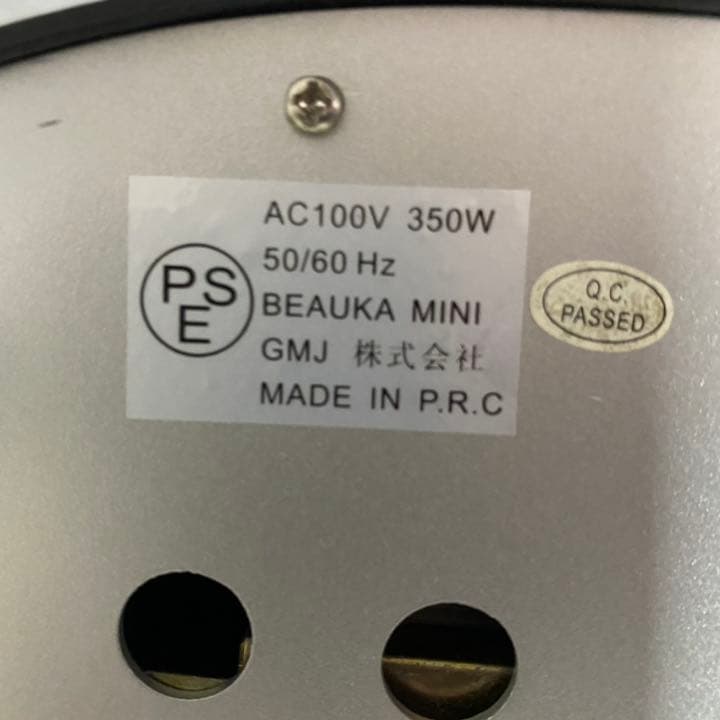 PSE
AC100V 350W
50/60 Hz
BEAUKA MINI
GMJ 株式会社
MADE IN P.R.C
Q.C.
PASSED